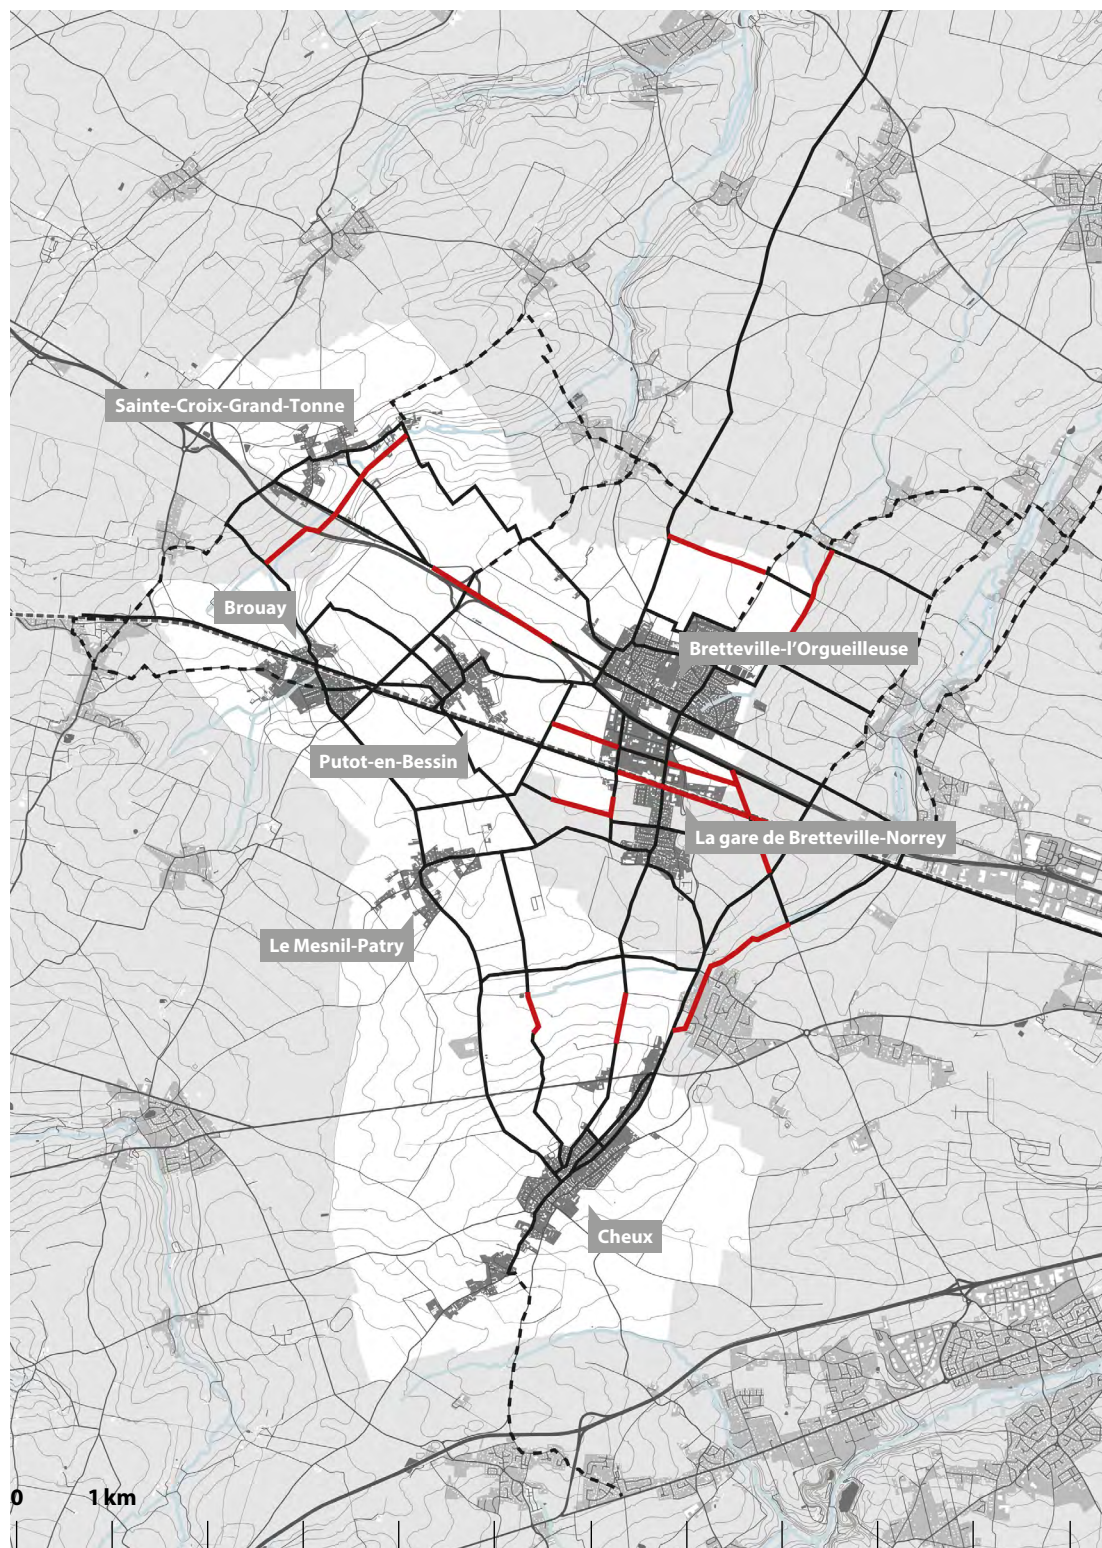 Sainte-Croix-Grand-Tonne
Brouay
Bretteville-l’Orgueilleuse
Putot-en-Bessin
La gare de Bretteville-Norrey
Le Mesnil-Patry
Cheux
0 1 km